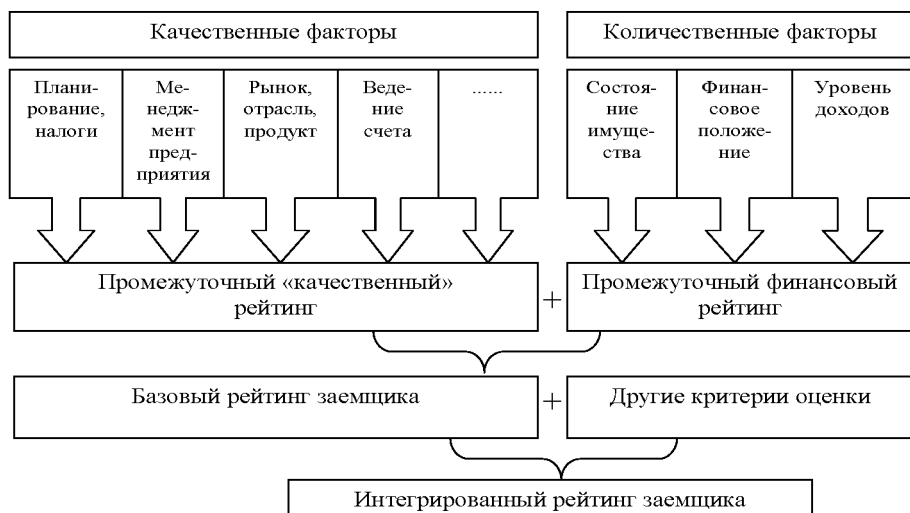 Качественные факторы
Количественные факторы
Плани-
рование,
налоги
Ме-
неедж-
мент
пред-
приятия
Рынок,
отрасль,
продукт
Веде-
ние
счета
......
Состоя-
ние
имуще-
ства
Финан-
совое
положе-
ние
Уровень
доходов
Промежуточный «качественный»
рейтинг
+
Промежуточный финансовый
рейтинг
Базовый рейтинг заемщика
+
Другие критерии оценки
Интегрированный рейтинг заемщика